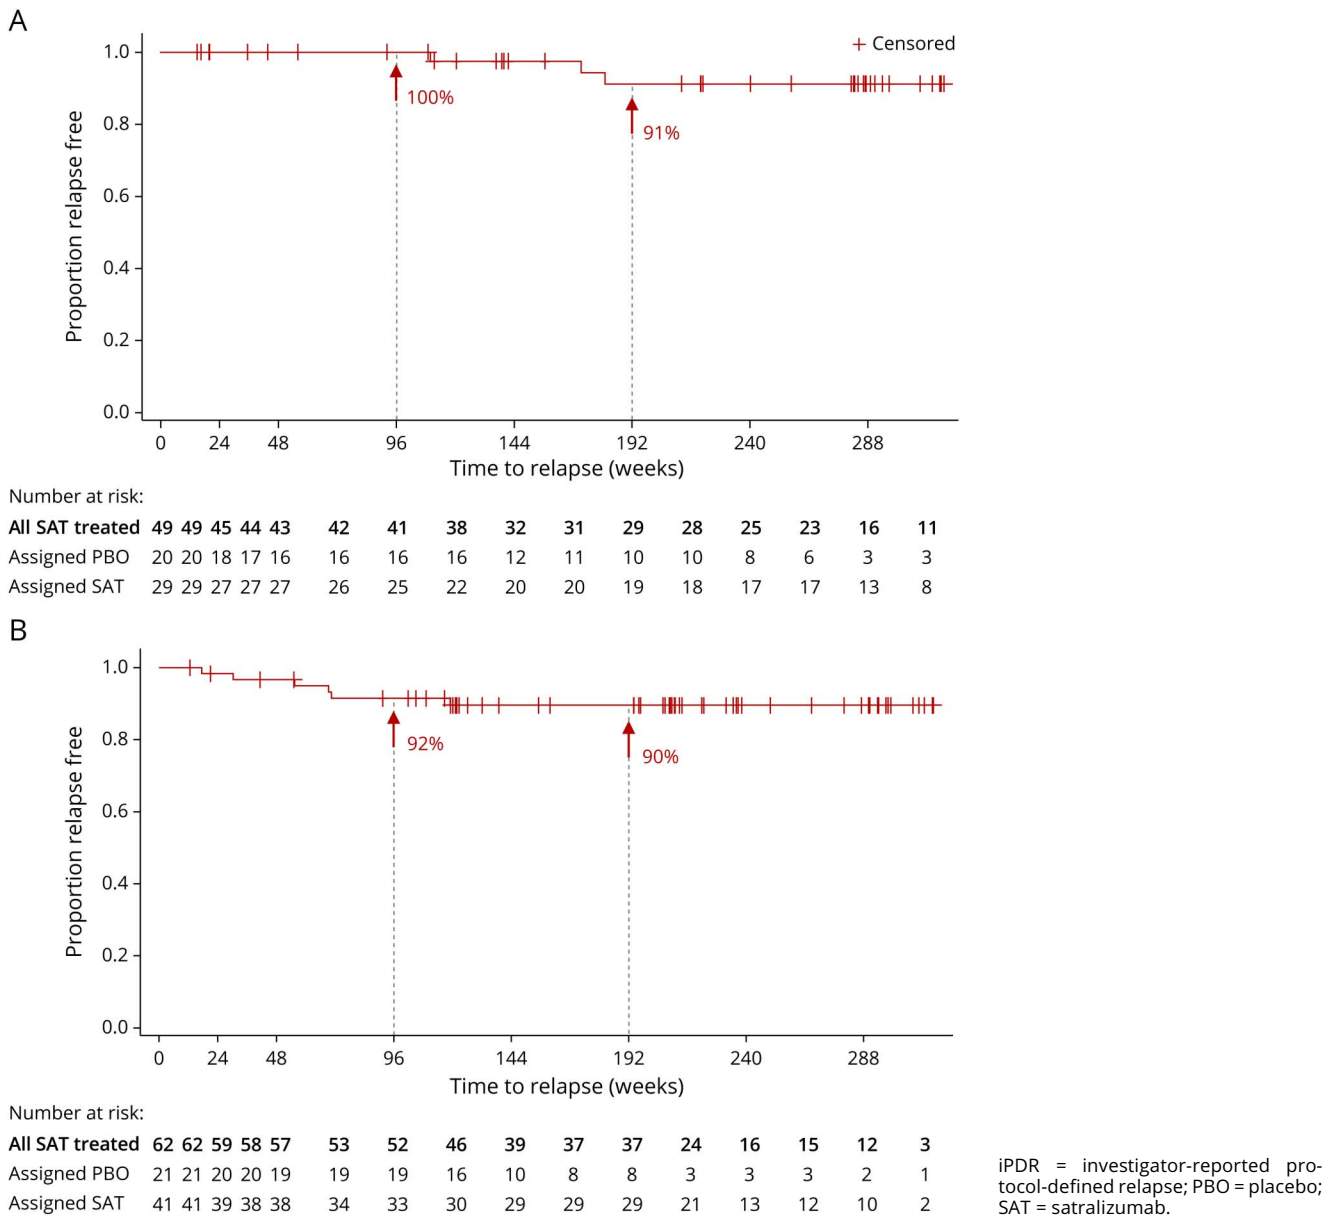 A
1.0
0.8
0.6
0.4
0.2
0.0
Proportion relapse free
+ Censored
100%
91%
0 24 48 96 144 192 240 288
Time to relapse (weeks)
Number at risk:
All SAT treated 49 49 45 44 43 42 41 38 32 31 29 28 25 23 16 11
Assigned PBO 20 20 18 17 16 16 16 16 12 11 10 10 8 6 3 3
Assigned SAT 29 29 27 27 27 26 25 22 20 20 19 18 17 17 13 8
B
1.0
0.8
0.6
0.4
0.2
0.0
Proportion relapse free
92%
90%
0 24 48 96 144 192 240 288
Time to relapse (weeks)
Number at risk:
All SAT treated 62 62 59 58 57 53 52 46 39 37 37 24 16 15 12 3
Assigned PBO 21 21 20 20 19 19 19 16 10 8 8 3 3 3 2 1
Assigned SAT 41 41 39 38 38 34 33 30 29 29 29 21 13 12 10 2
iPDR = investigator-reported pro-
tocol-defined relapse; PBO = placebo;
SAT = satralizumab.